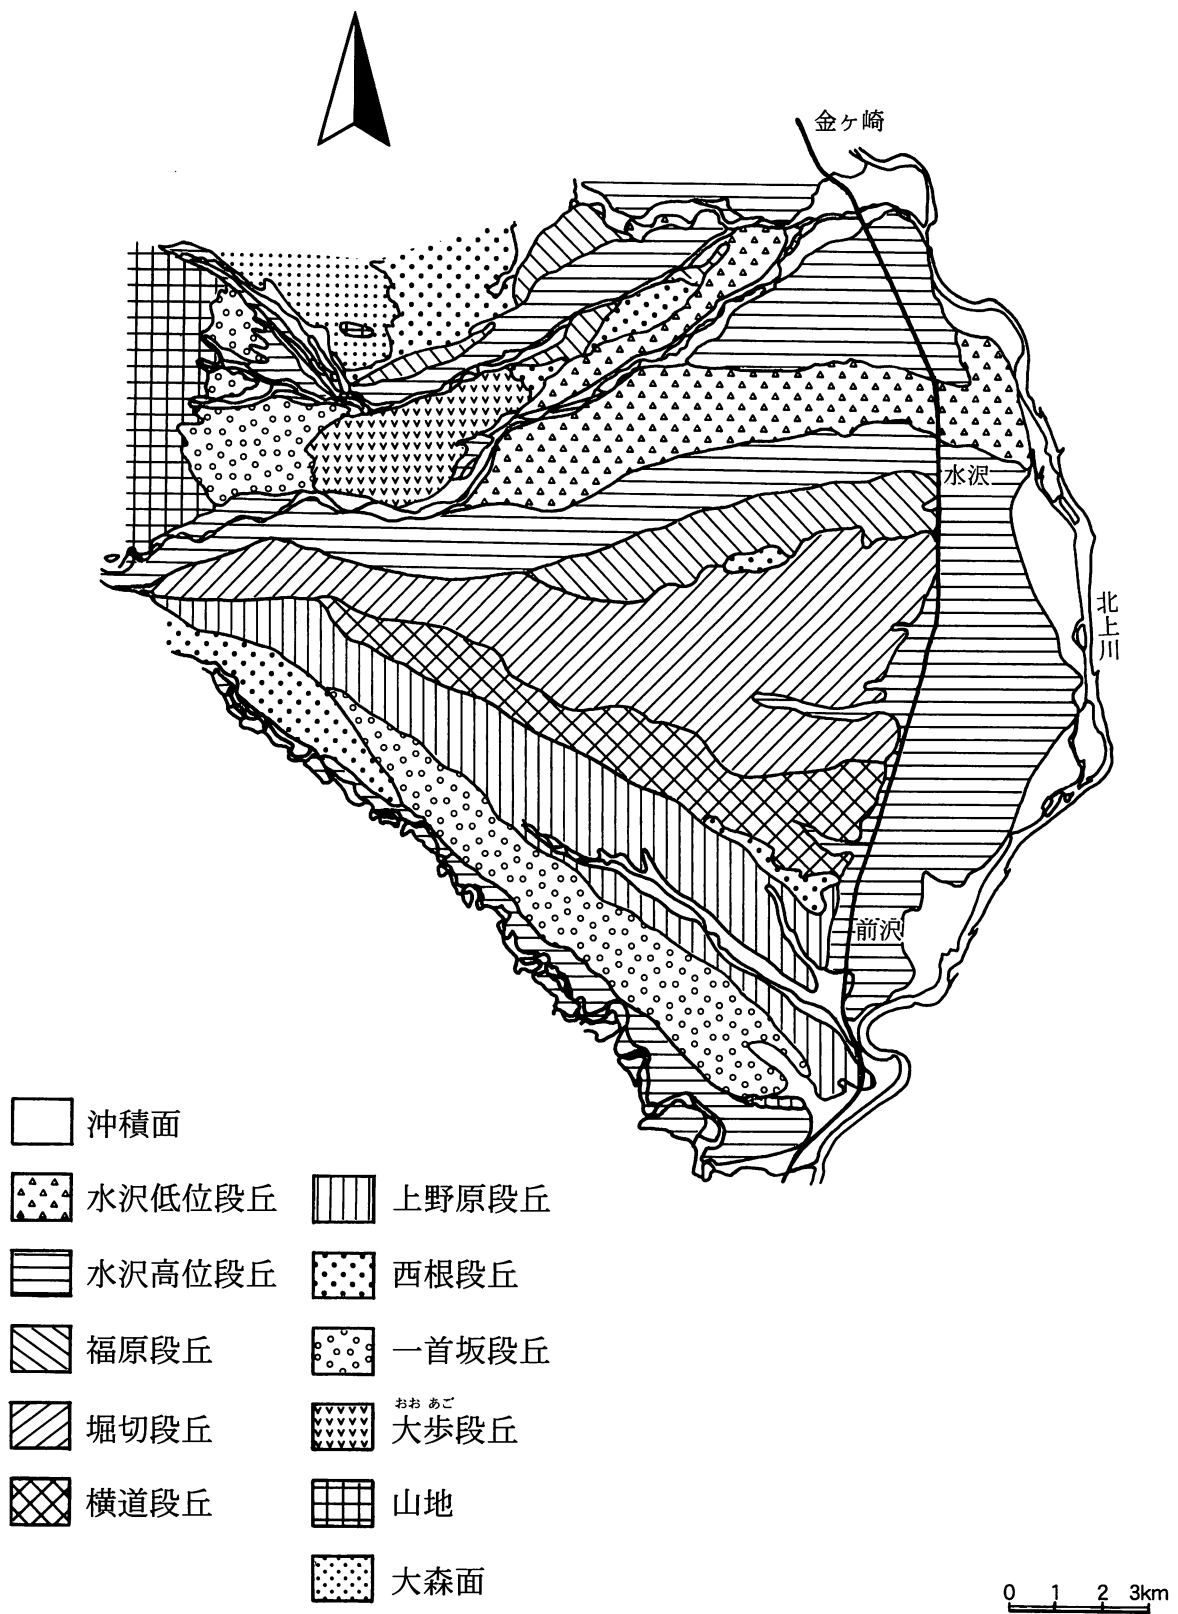 金ヶ崎
水沢
北上川
前沢
沖積面
水沢低位段丘
水沢高位段丘
福原段丘
堀切段丘
横道段丘
上野原段丘
西根段丘
一首坂段丘
おお あご
大歩段丘
山地
大森面
0 1 2 3km